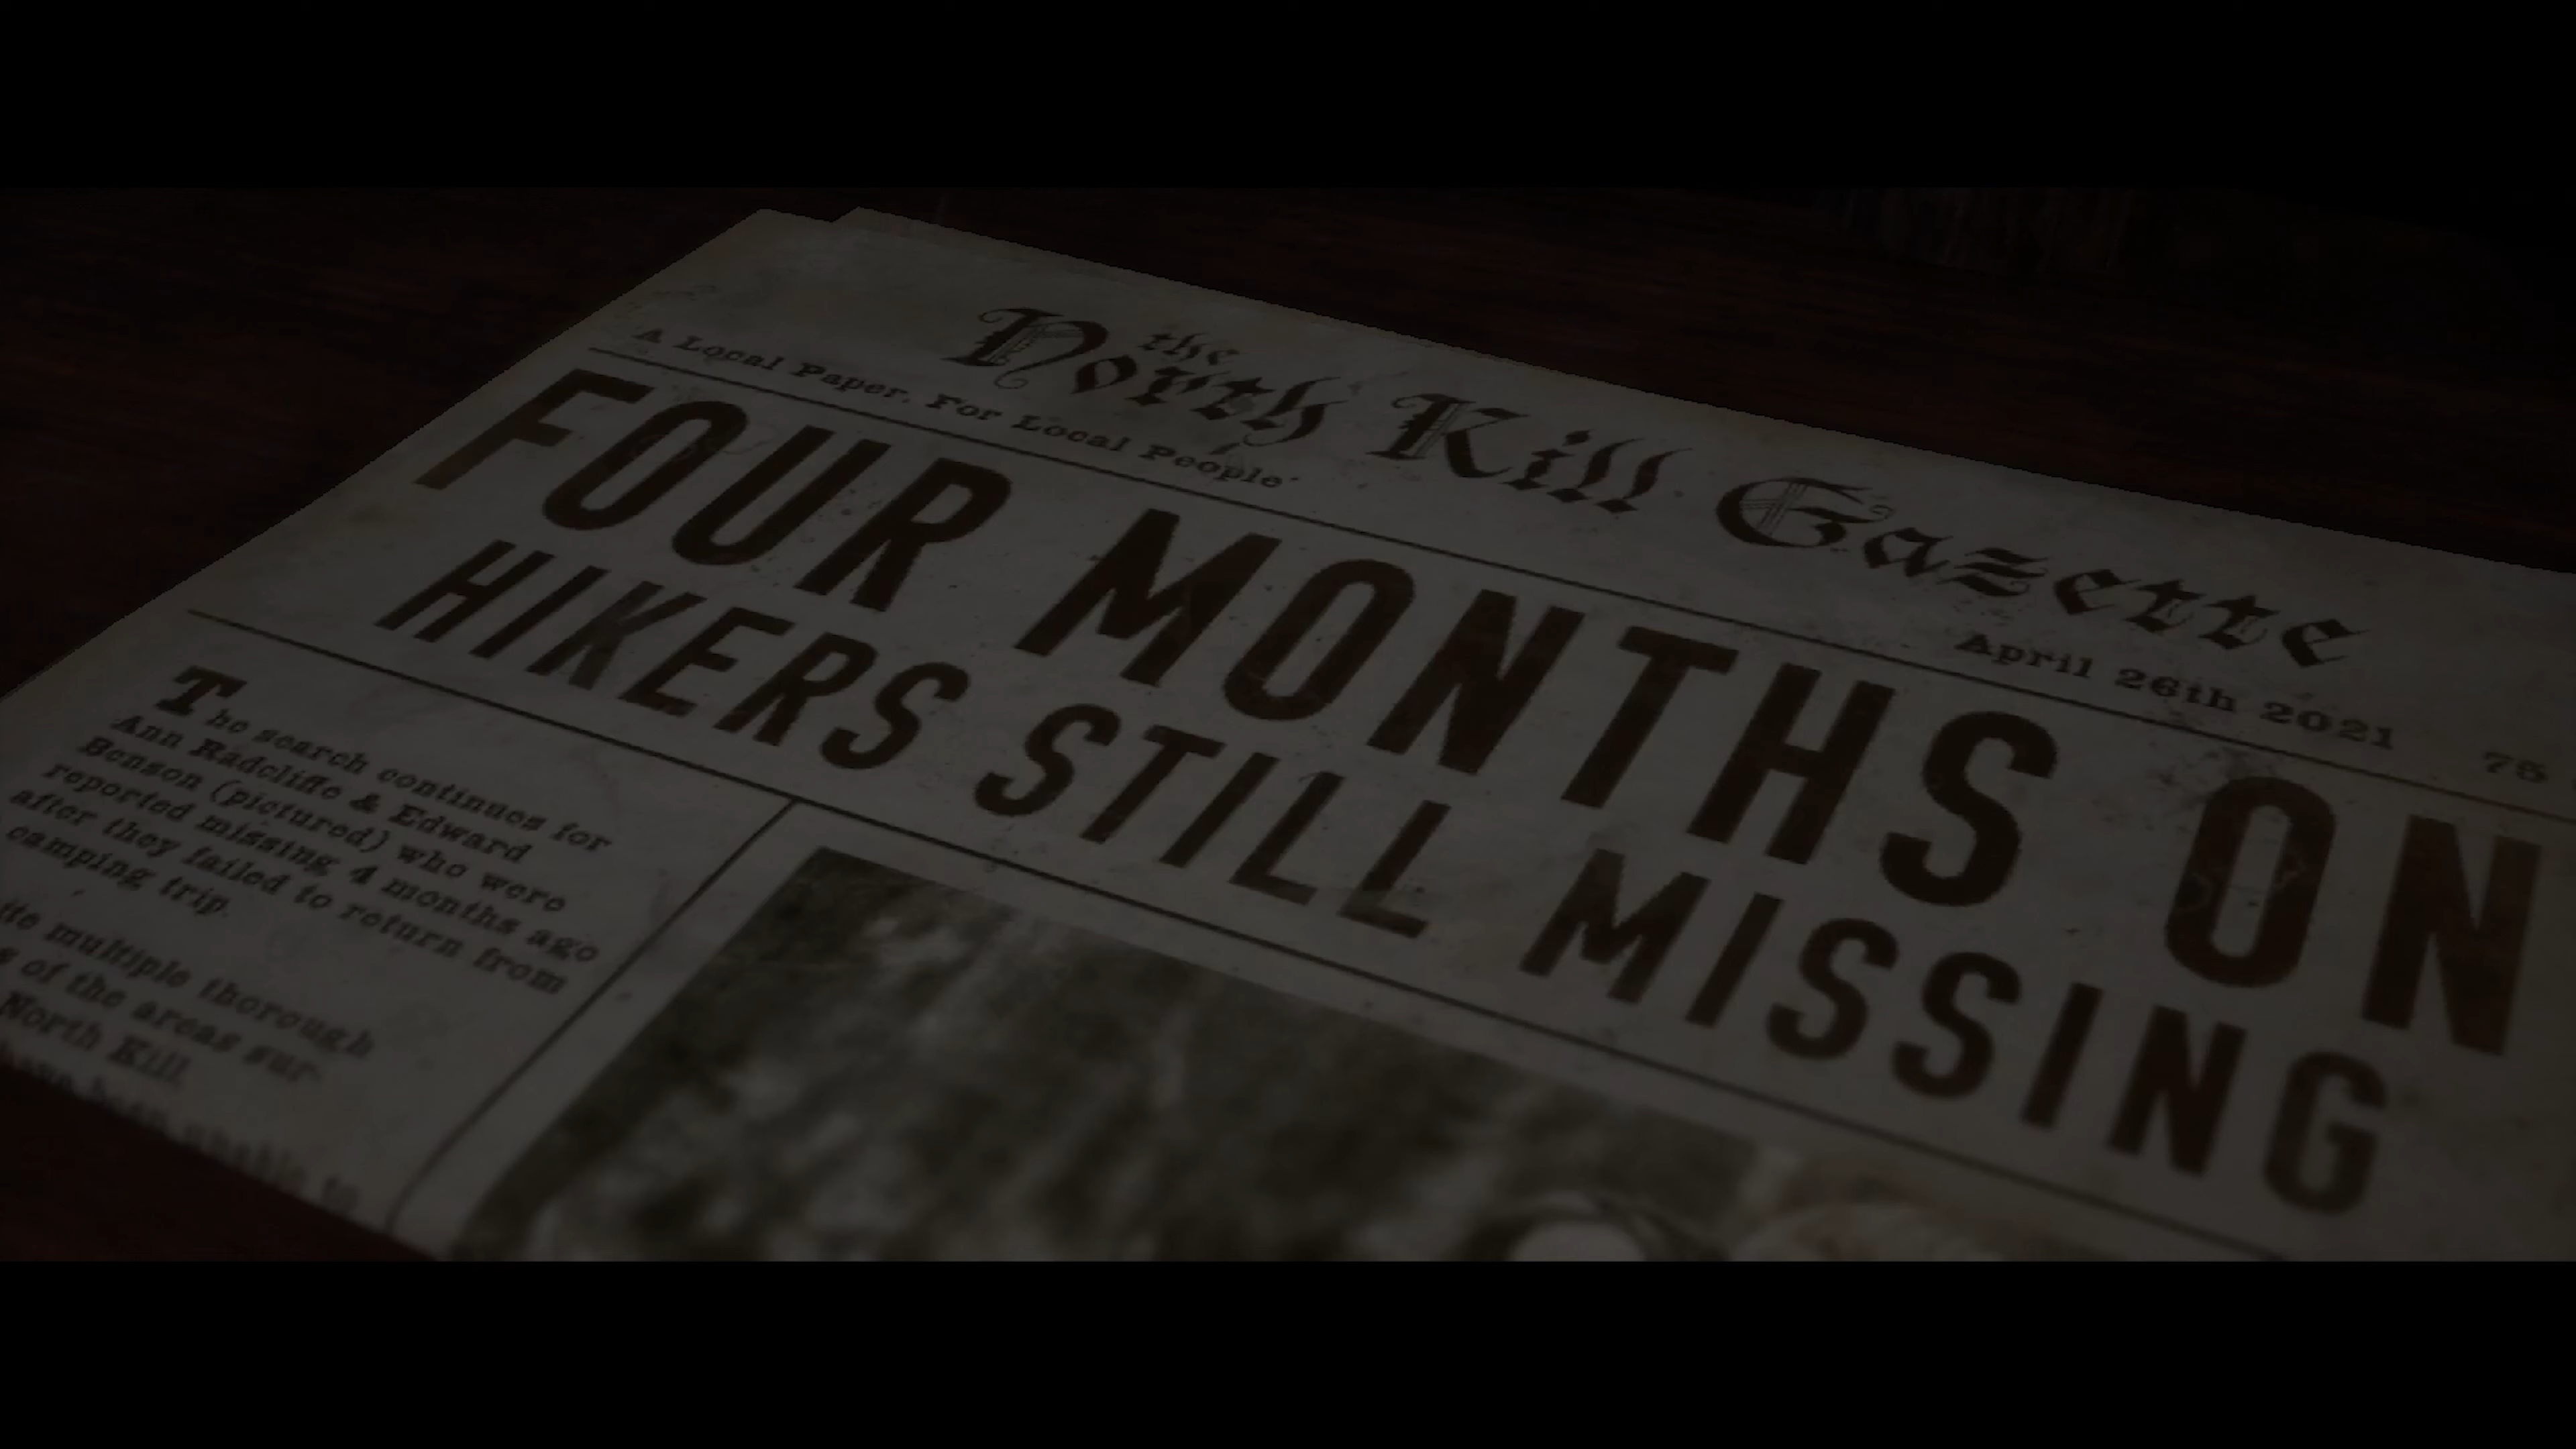 the
North Kill Gazette
A Local Paper. For Local People
April 26th 2021
75
FOUR MONTHS ON
HIKERS STILL MISSING
The search continues for
Ann Radcliffe & Edward
Benson (pictured) who were
reported missing 4 months ago
after they failed to return from
camping trip.
multiple thorough
of the areas sur-
North Kill
to